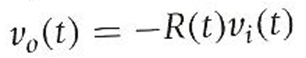 v_o(t) = −R(t)v_i(t)